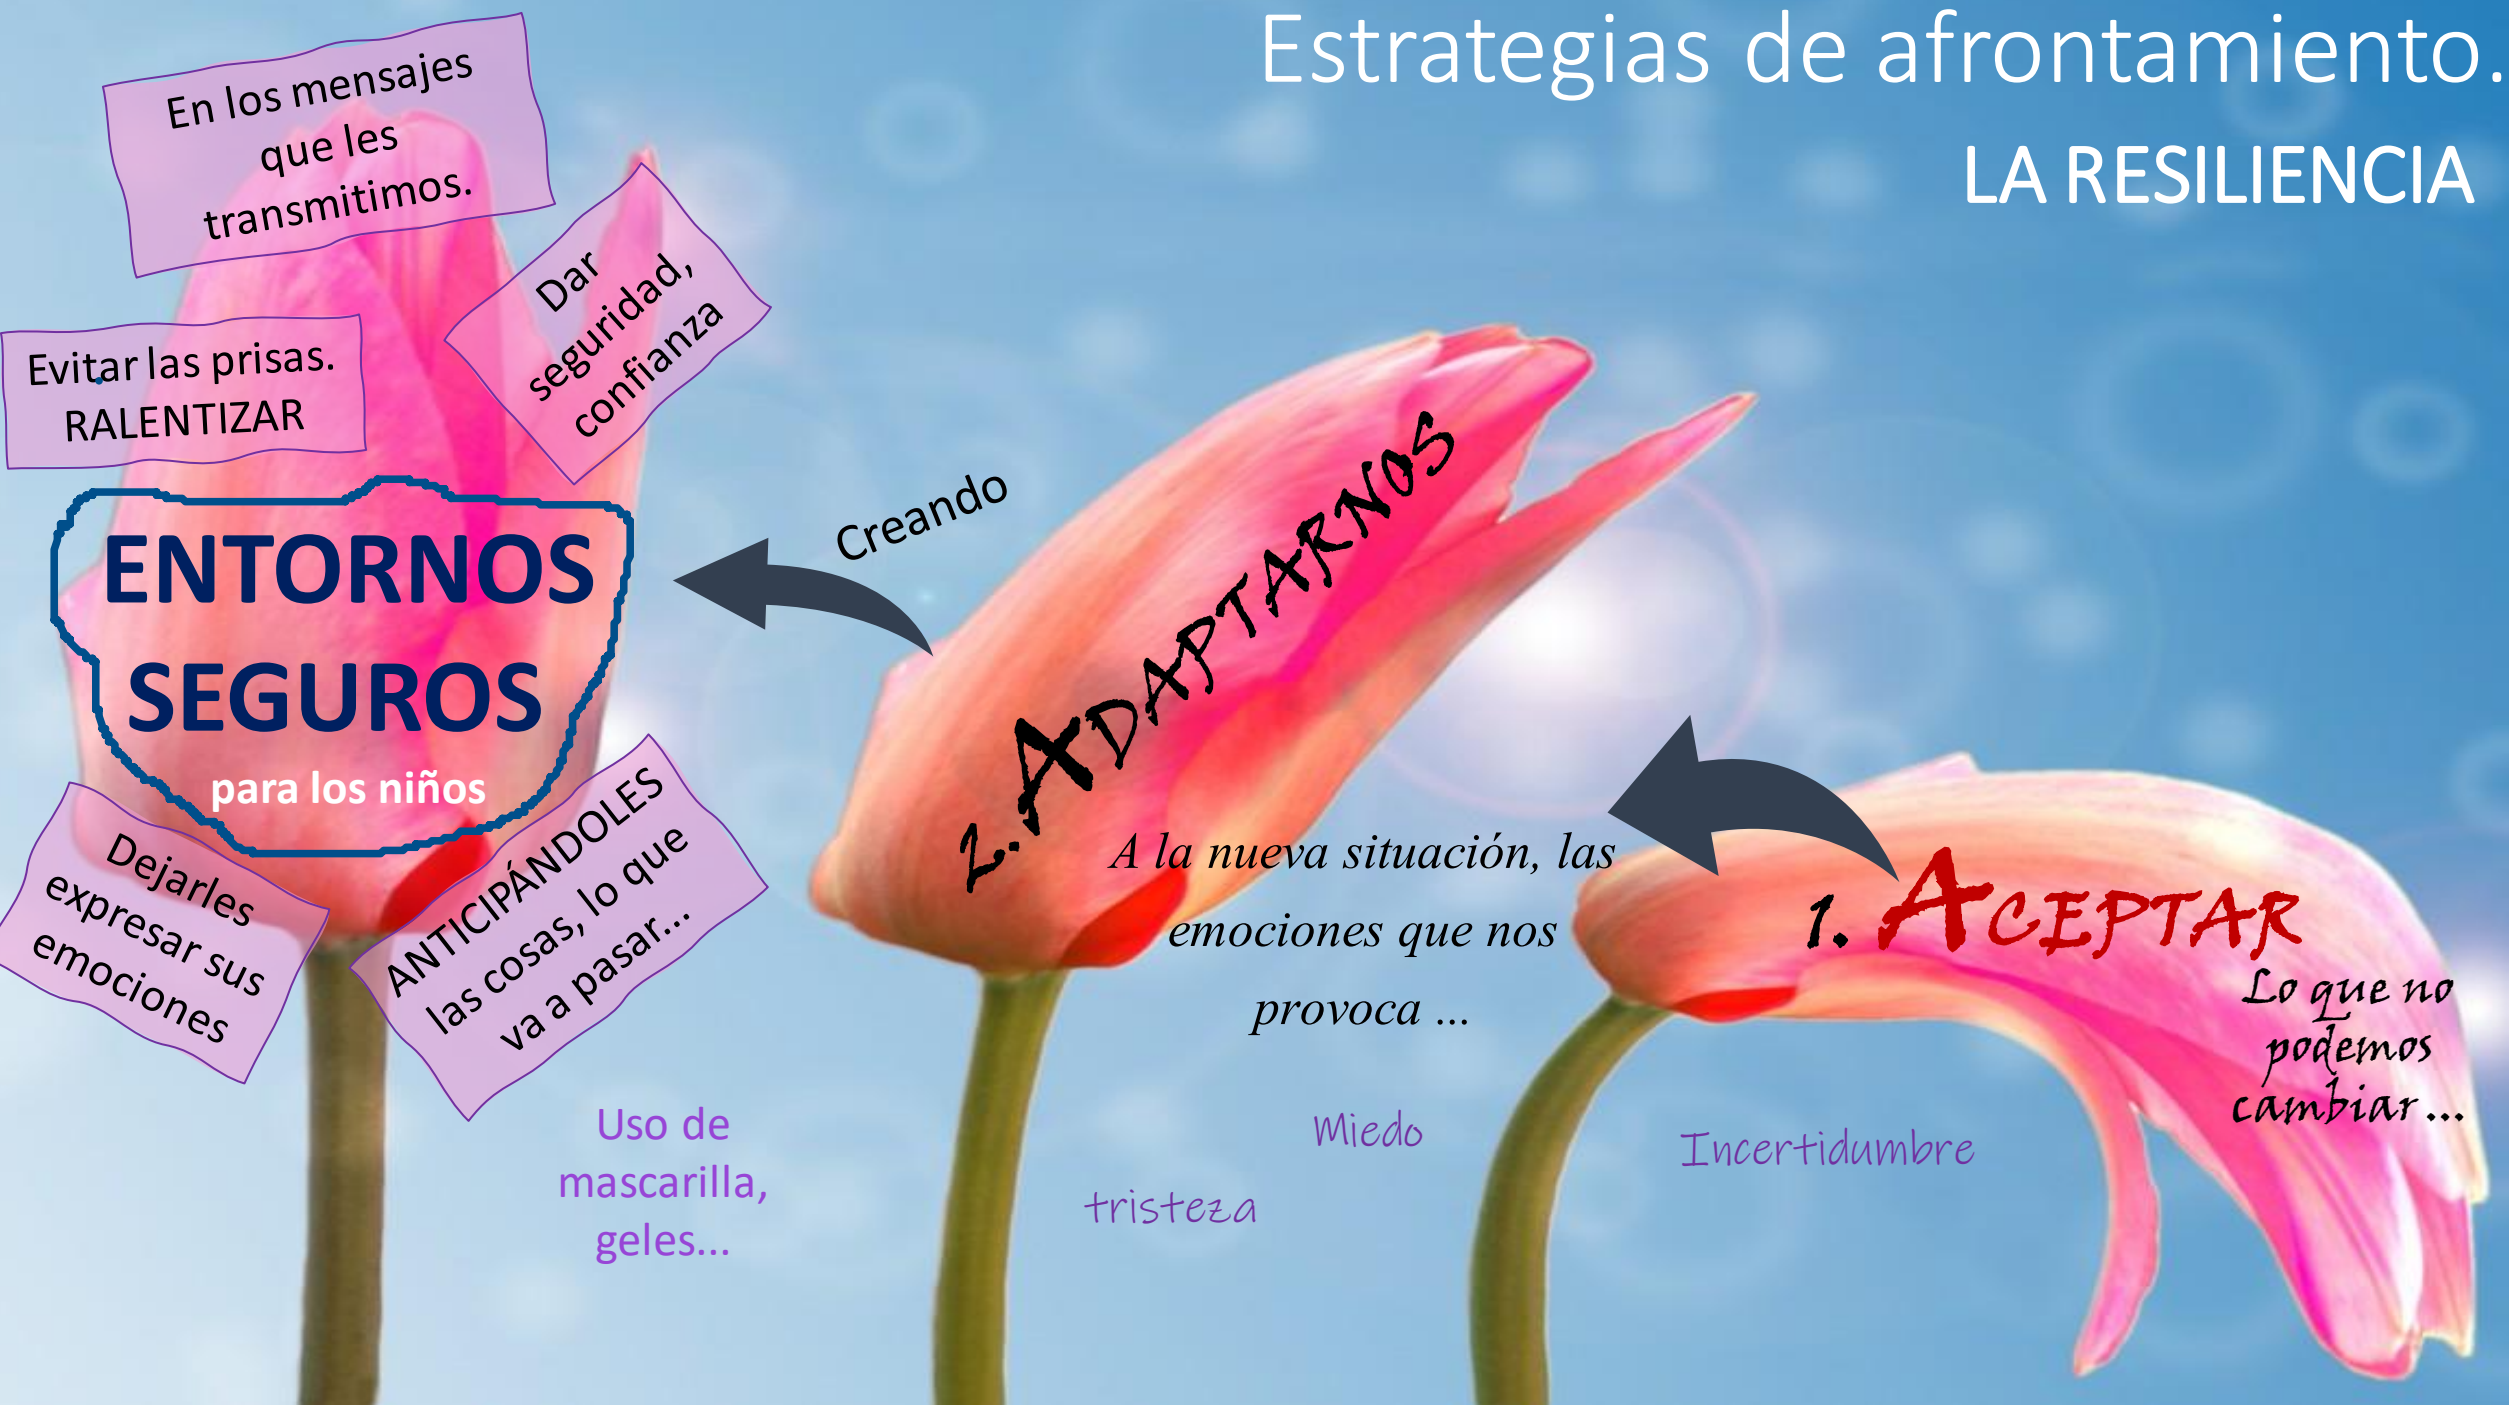 Estrategias de afrontamiento.
LA RESILIENCIA
En los mensajes
que les
transmitimos.
Dar
seguridad,
confianza
Evitar las prisas.
RALENTIZAR
ENTORNOS
SEGUROS
para los niños
Dejarles
expresar sus
emociones
ANTICIPÁNDOLES
las cosas, lo que
va a pasar...
Uso de
mascarilla,
geles...
Creando
2. ADAPTARNOS
A la nueva situación, las
emociones que nos
provoca ...
Miedo
tristeza
Incertidumbre
1. ACEPTAR
Lo que no
podemos
cambiar ...